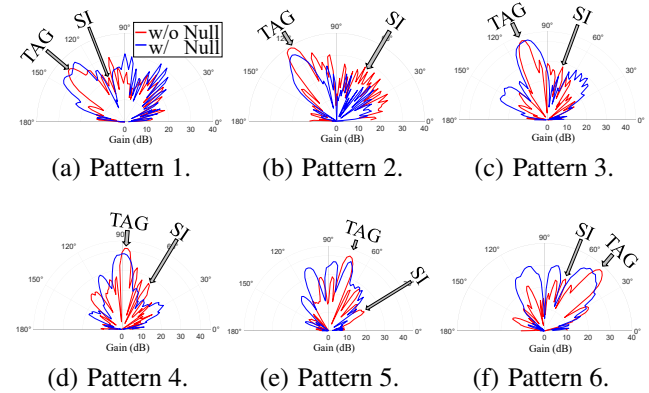 TAG
SI
w/o Null
w/ Null
90°
150°
30°
180°
0°
0 10 20 30 40
Gain (dB)
(a) Pattern 1.
TAG
SI
90°
120°
60°
150°
30°
180°
0°
0 10 20 30 40
Gain (dB)
(b) Pattern 2.
TAG
SI
90°
120°
60°
150°
30°
180°
0°
0 10 20 30 40
Gain (dB)
(c) Pattern 3.
TAG
SI
90°
120°
150°
30°
180°
0°
0 10 20 30 40
Gain (dB)
(d) Pattern 4.
TAG
SI
90°
120°
60°
150°
180°
0°
0 10 20 30 40
Gain (dB)
(e) Pattern 5.
SI
TAG
90°
120°
60°
150°
30°
180°
0°
0 10 20 30 40
Gain (dB)
(f) Pattern 6.